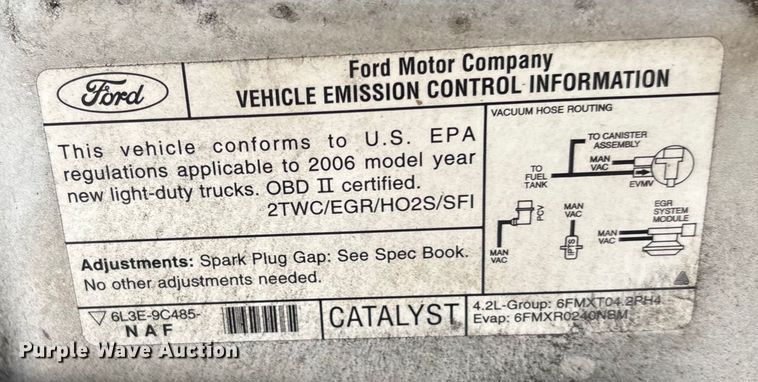 Ford
Ford Motor Company
VEHICLE EMISSION CONTROL INFORMATION
This vehicle conforms to U.S. EPA
regulations applicable to 2006 model year
new light-duty trucks. OBD II certified.
2TWC/EGR/HO2S/SFI
Adjustments: Spark Plug Gap: See Spec Book.
No other adjustments needed.
VACUUM HOSE ROUTING
TO CANISTER
ASSEMBLY
MAN
VAC
TO
FUEL
TANK
EVMV
PCV
MAN
VAC
MAN
VAC
IPTS
EGR
SYSTEM
MODULE
MAN
VAC
6L3E-9C485-
NAF
CATALYST
4.2L-Group: 6FMXT04.2RH4
Evap: 6FMXR0240NBM
Purple Wave Auction